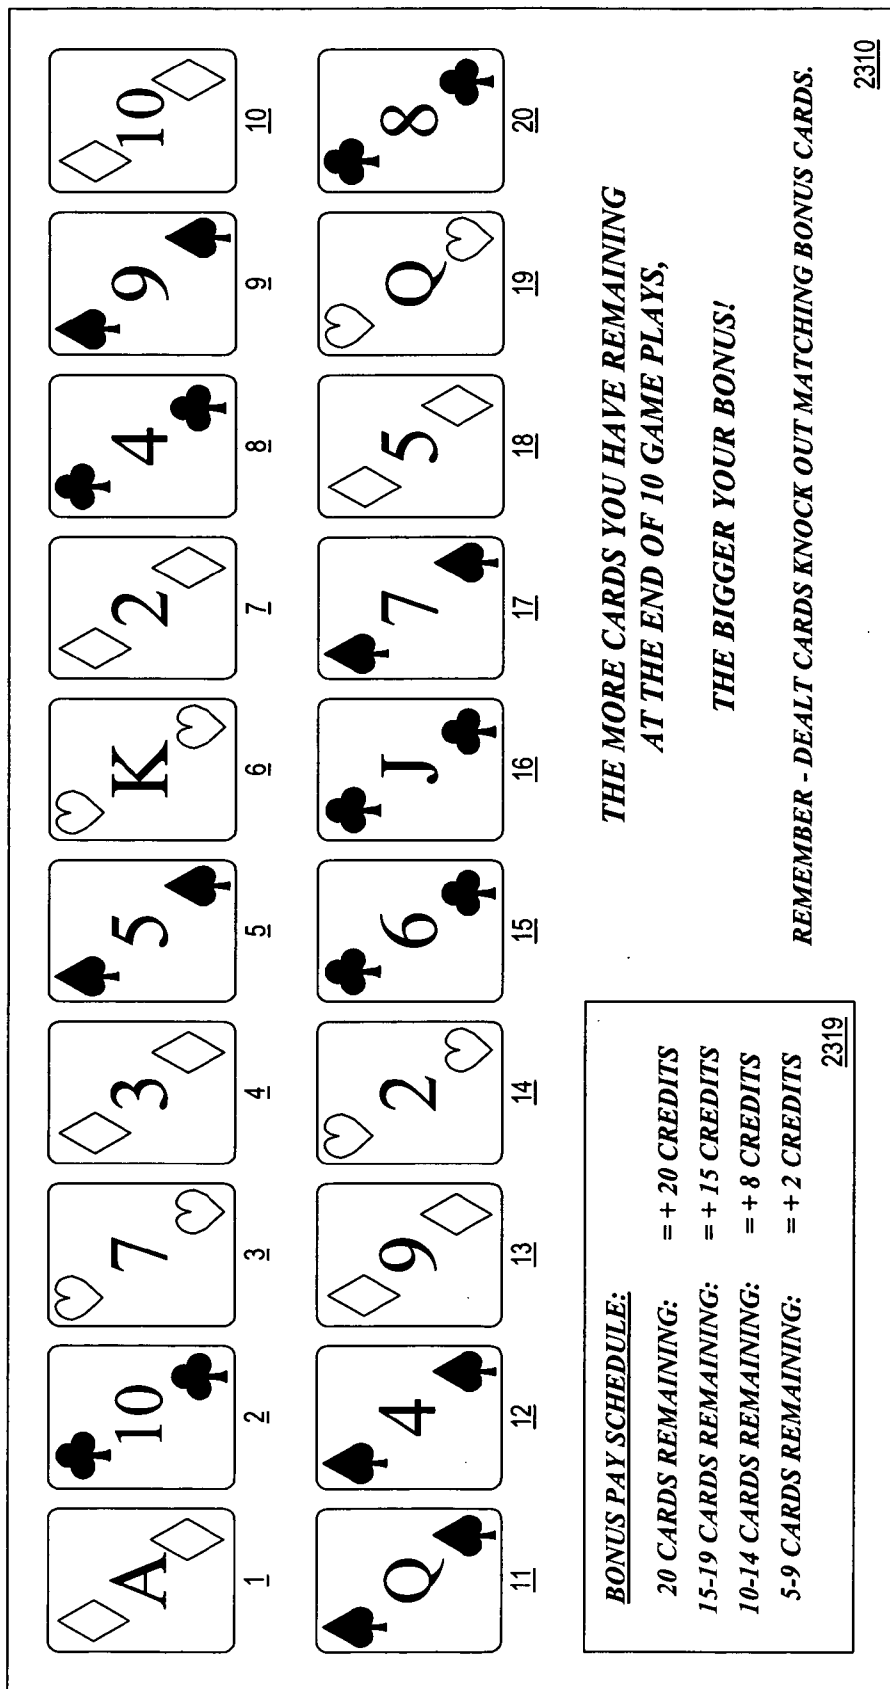 A
10
7
3
5
K
2
4
9
10
1
2
3
4
5
6
7
8
9
10
Q
4
9
2
6
J
7
5
Q
8
11
12
13
14
15
16
17
18
19
20
BONUS PAY SCHEDULE:
20 CARDS REMAINING: = + 20 CREDITS
15-19 CARDS REMAINING: = + 15 CREDITS
10-14 CARDS REMAINING: = + 8 CREDITS
5-9 CARDS REMAINING: = + 2 CREDITS
2319
THE MORE CARDS YOU HAVE REMAINING
AT THE END OF 10 GAME PLAYS,
THE BIGGER YOUR BONUS!
REMEMBER - DEALT CARDS KNOCK OUT MATCHING BONUS CARDS.
2310